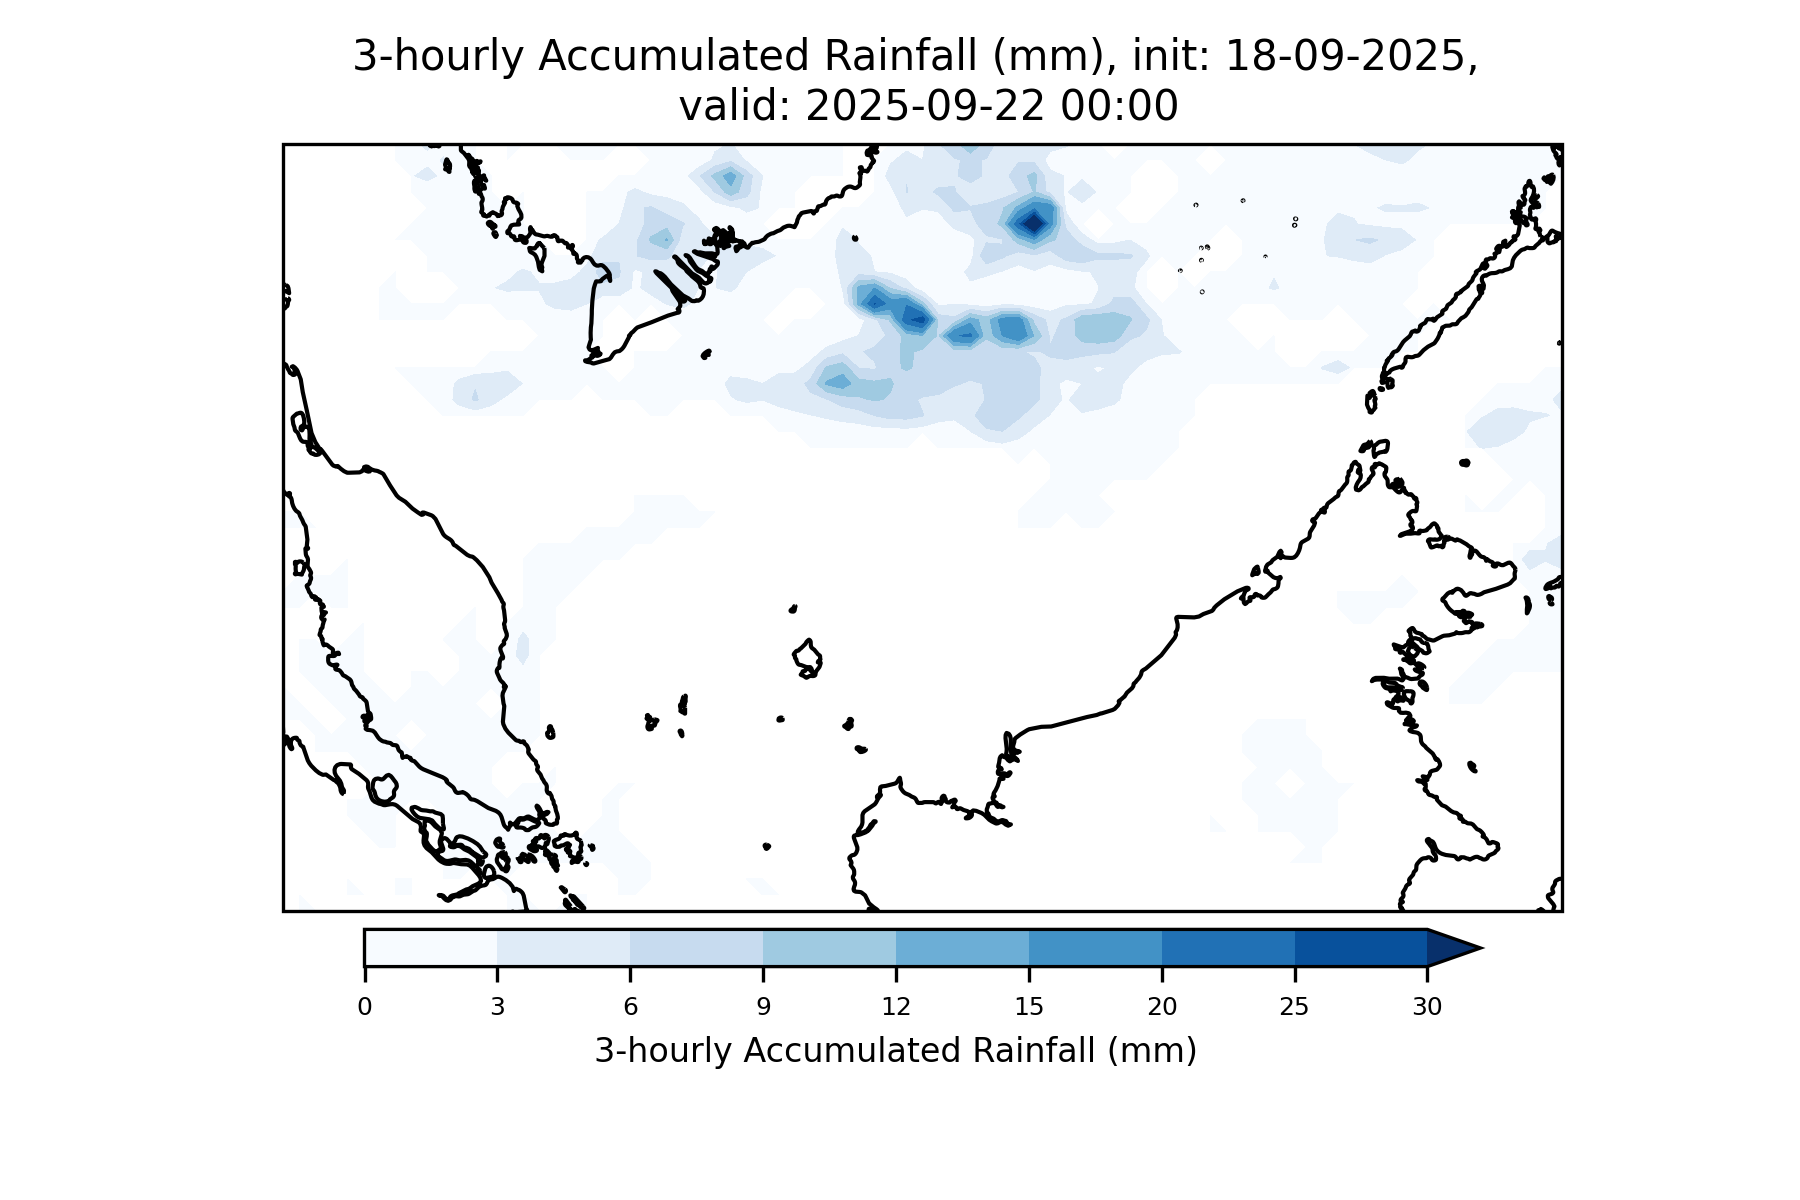 3-hourly Accumulated Rainfall (mm), init: 18-09-2025,
valid: 2025-09-22 00:00
0 3 6 9 12 15 20 25 30
3-hourly Accumulated Rainfall (mm)